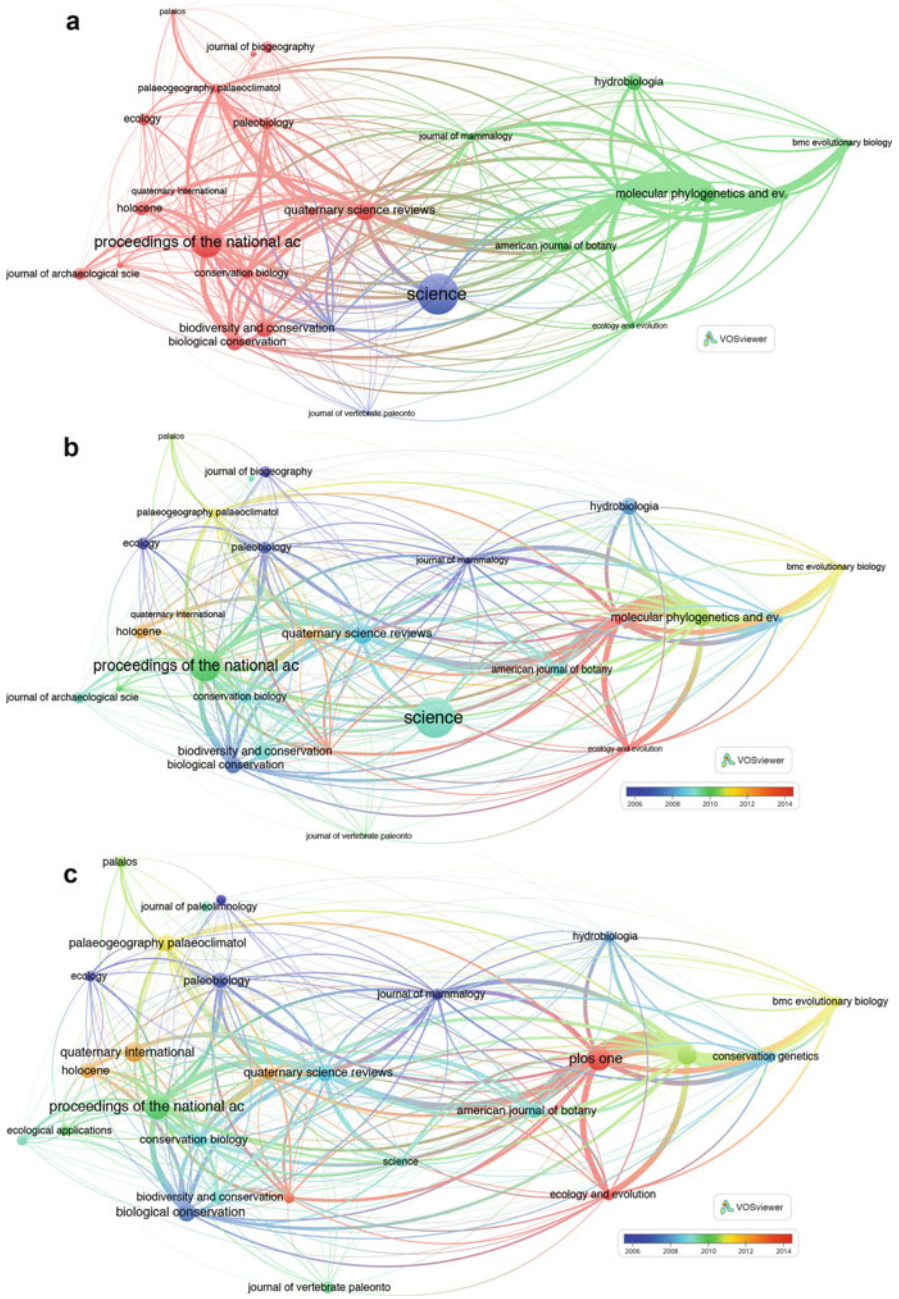 a
palaios
journal of biogeography
palaeogeography palaeoclimatol
hydrobiologia
ecology
paleobiology
journal of mammalogy
bmc evolutionary biology
quaternary international
molecular phylogenetics and ev.
holocene
quaternary science reviews
proceedings of the national ac
american journal of botany
journal of archaeological scie
conservation biology
science
biodiversity and conservation
ecology and evolution
biological conservation
VOSviewer
journal of vertebrate paleonto
b
palaios
journal of biogeography
palaeogeography palaeoclimatol
hydrobiologia
ecology
paleobiology
journal of mammalogy
bmc evolutionary biology
quaternary international
molecular phylogenetics and ev.
holocene
quaternary science reviews
proceedings of the national ac
american journal of botany
journal of archaeological scie
conservation biology
science
biodiversity and conservation
ecology and evolution
biological conservation
VOSviewer
2006 2008 2010 2012 2014
journal of vertebrate paleonto
c
palaios
journal of paleolimnology
palaeogeography palaeoclimatol
hydrobiologia
ecology
paleobiology
journal of mammalogy
bmc evolutionary biology
quaternary international
plos one
conservation genetics
holocene
quaternary science reviews
proceedings of the national ac
american journal of botany
ecological applications
conservation biology
science
biodiversity and conservation
ecology and evolution
biological conservation
VOSviewer
2006 2008 2010 2012 2014
journal of vertebrate paleonto